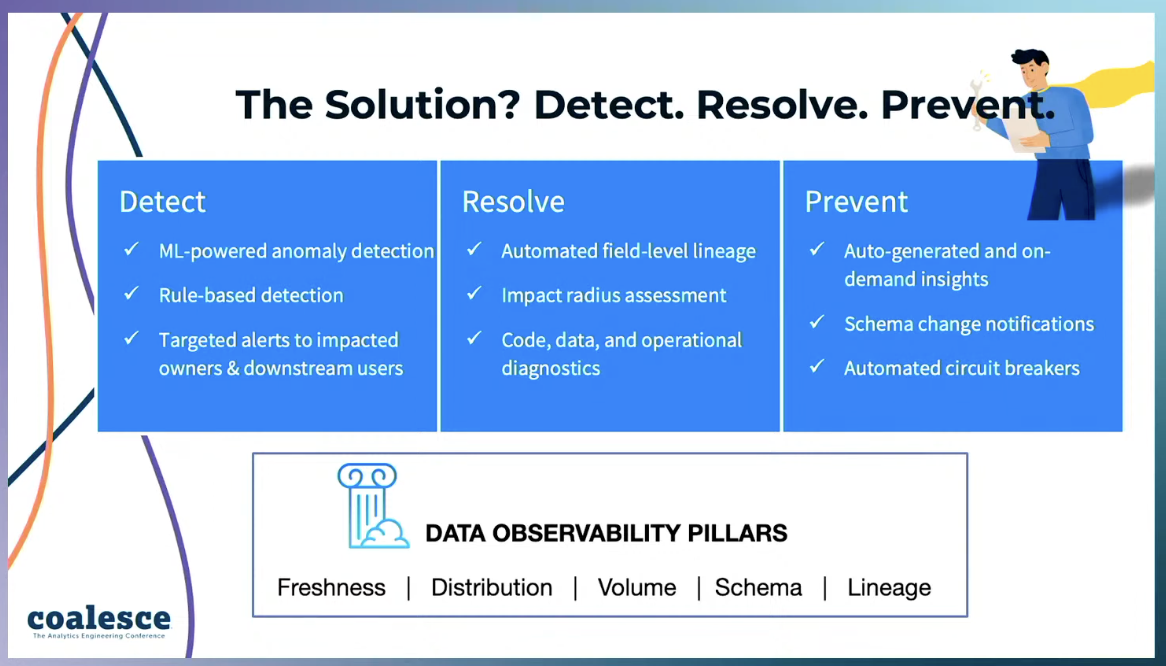 The Solution? Detect. Resolve. Prevent.
Detect
✓ ML-powered anomaly detection
✓ Rule-based detection
✓ Targeted alerts to impacted
owners & downstream users
Resolve
✓ Automated field-level lineage
✓ Impact radius assessment
✓ Code, data, and operational
diagnostics
Prevent
✓ Auto-generated and on-
demand insights
✓ Schema change notifications
✓ Automated circuit breakers
DATA OBSERVABILITY PILLARS
Freshness | Distribution | Volume | Schema | Lineage
coalesce
The Analytics Engineering Conference